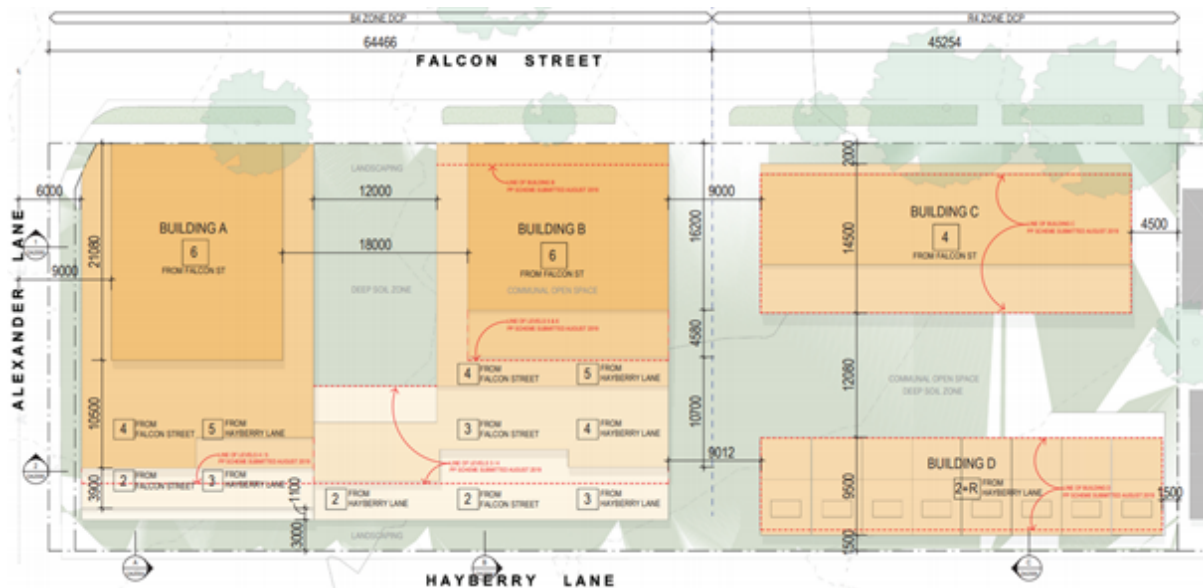 B4 ZONE DCP
R4 ZONE DCP
64466
45254
FALCON STREET
ALEXANDER LANE
6000
LANDSCAPING
12000
9000
2000
BUILDING A
6
FROM FALCON ST
21080
9000
18000
DEEP SOIL ZONE
BUILDING B
6
FROM FALCON ST
COMMUNAL OPEN SPACE
16200
BUILDING C
4
FROM FALCON ST
14500
4500
4580
4 FROM FALCON STREET
5 FROM HAYBERRY LANE
12080
COMMUNAL OPEN SPACE
DEEP SOIL ZONE
10500
10700
4 FROM FALCON STREET
5 FROM HAYBERRY LANE
3 FROM FALCON STREET
4 FROM HAYBERRY LANE
9012
3900
2 FROM FALCON STREET
3 FROM HAYBERRY LANE
1100
2 FROM HAYBERRY LANE
2 FROM FALCON STREET
3 FROM HAYBERRY LANE
BUILDING D
2+R FROM HAYBERRY LANE
9900
1500
3000
LANDSCAPING
1500
HAYBERRY LANE